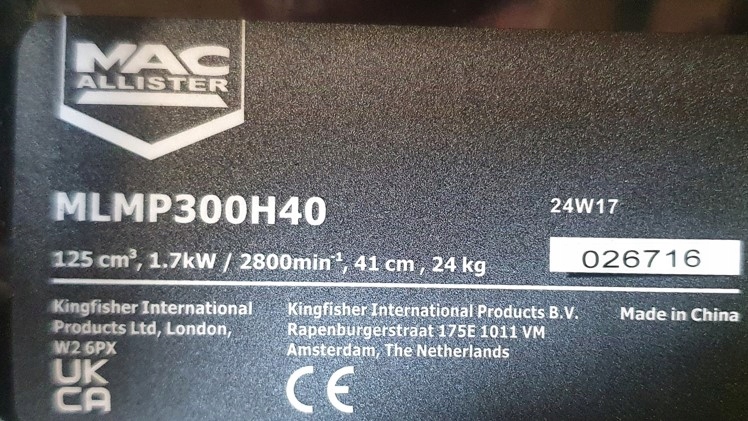 MAC
ALLISTER
MLMP300H40
24W17
125 cm³, 1.7kW / 2800min⁻¹, 41 cm , 24 kg
026716
Kingfisher International
Products Ltd, London,
W2 6PX
UK
CA
Kingfisher International Products B.V.
Rapenburgerstraat 175E 1011 VM
Amsterdam, The Netherlands
CE
Made in China